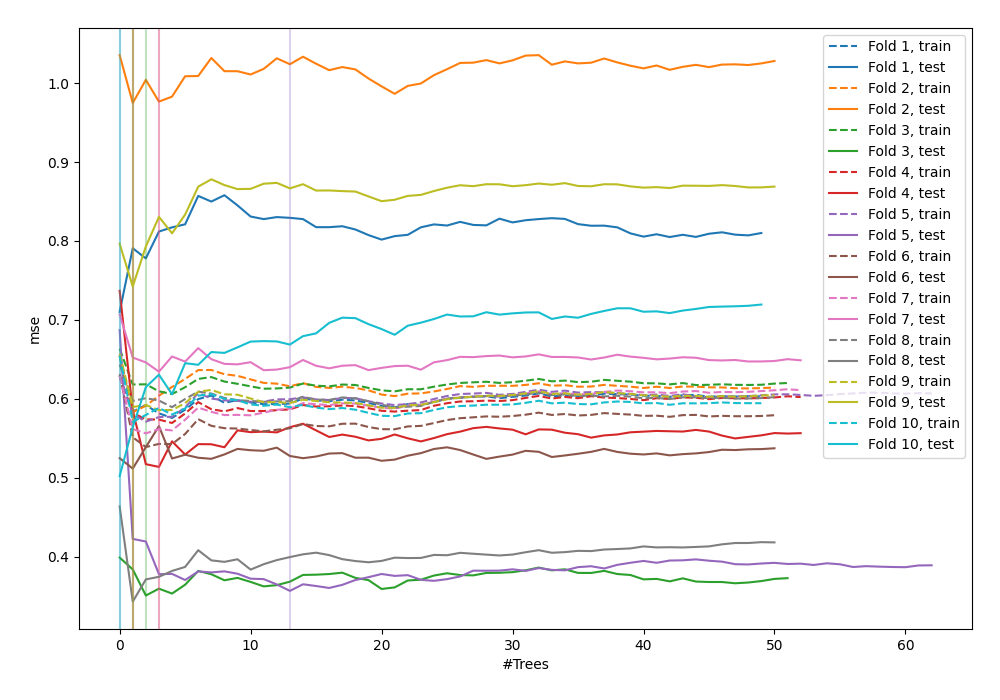 mse
1.0
0.9
0.8
0.7
0.6
0.5
0.4
0
10
20
30
40
50
60
#Trees
Fold 1, train
Fold 1, test
Fold 2, train
Fold 2, test
Fold 3, train
Fold 3, test
Fold 4, train
Fold 4, test
Fold 5, train
Fold 5, test
Fold 6, train
Fold 6, test
Fold 7, train
Fold 7, test
Fold 8, train
Fold 8, test
Fold 9, train
Fold 9, test
Fold 10, train
Fold 10, test